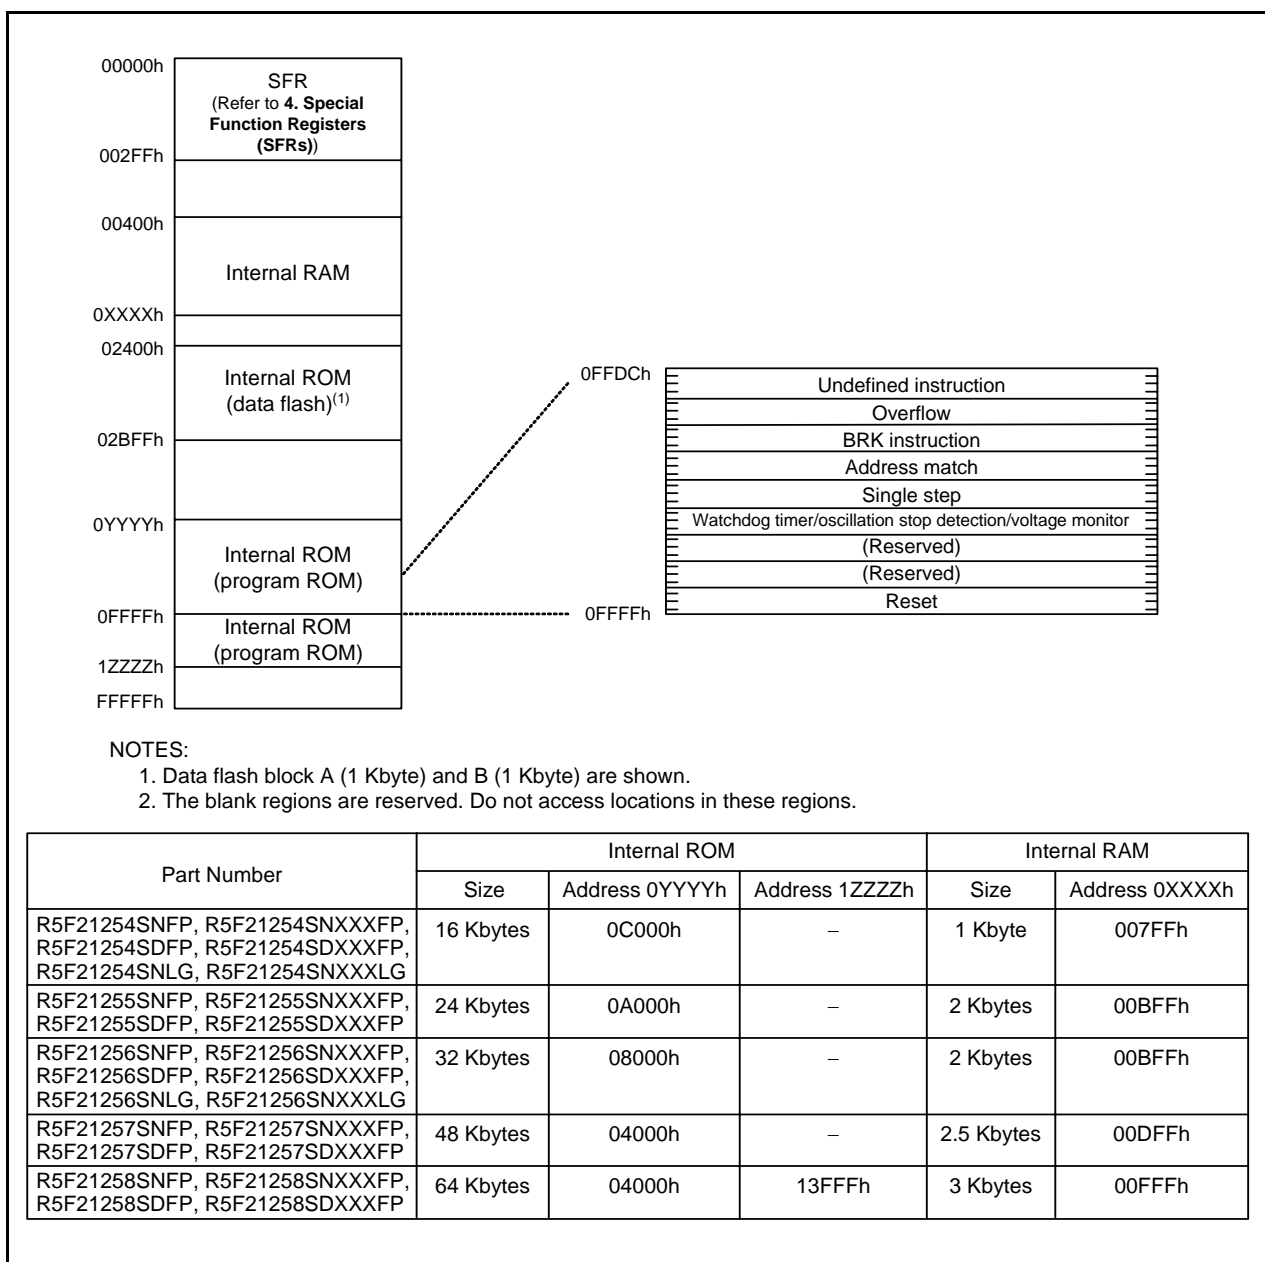 00000h
SFR
(Refer to 4. Special
Function Registers
(SFRs))
002FFh
00400h
Internal RAM
0XXXXh
02400h
Internal ROM
(data flash)(1)
02BFFh
0YYYYh
Internal ROM
(program ROM)
0FFFFh
Internal ROM
(program ROM)
1ZZZZh
FFFFFh
0FFDCh
Undefined instruction
Overflow
BRK instruction
Address match
Single step
Watchdog timer/oscillation stop detection/voltage monitor
(Reserved)
(Reserved)
Reset
0FFFFh
NOTES:
1. Data flash block A (1 Kbyte) and B (1 Kbyte) are shown.
2. The blank regions are reserved. Do not access locations in these regions.
Part Number
Internal ROM
Internal RAM
Size
Address 0YYYYh
Address 1ZZZZh
Size
Address 0XXXXh
R5F21254SNFP, R5F21254SNXXXFP,
R5F21254SDFP, R5F21254SDXXXFP,
R5F21254SNLG, R5F21254SNXXXLG
16 Kbytes
0C000h
–
1 Kbyte
007FFh
R5F21255SNFP, R5F21255SNXXXFP,
R5F21255SDFP, R5F21255SDXXXFP
24 Kbytes
0A000h
–
2 Kbytes
00BFFh
R5F21256SNFP, R5F21256SNXXXFP,
R5F21256SDFP, R5F21256SDXXXFP,
R5F21256SNLG, R5F21256SNXXXLG
32 Kbytes
08000h
–
2 Kbytes
00BFFh
R5F21257SNFP, R5F21257SNXXXFP,
R5F21257SDFP, R5F21257SDXXXFP
48 Kbytes
04000h
–
2.5 Kbytes
00DFFh
R5F21258SNFP, R5F21258SNXXXFP,
R5F21258SDFP, R5F21258SDXXXFP
64 Kbytes
04000h
13FFFh
3 Kbytes
00FFFh